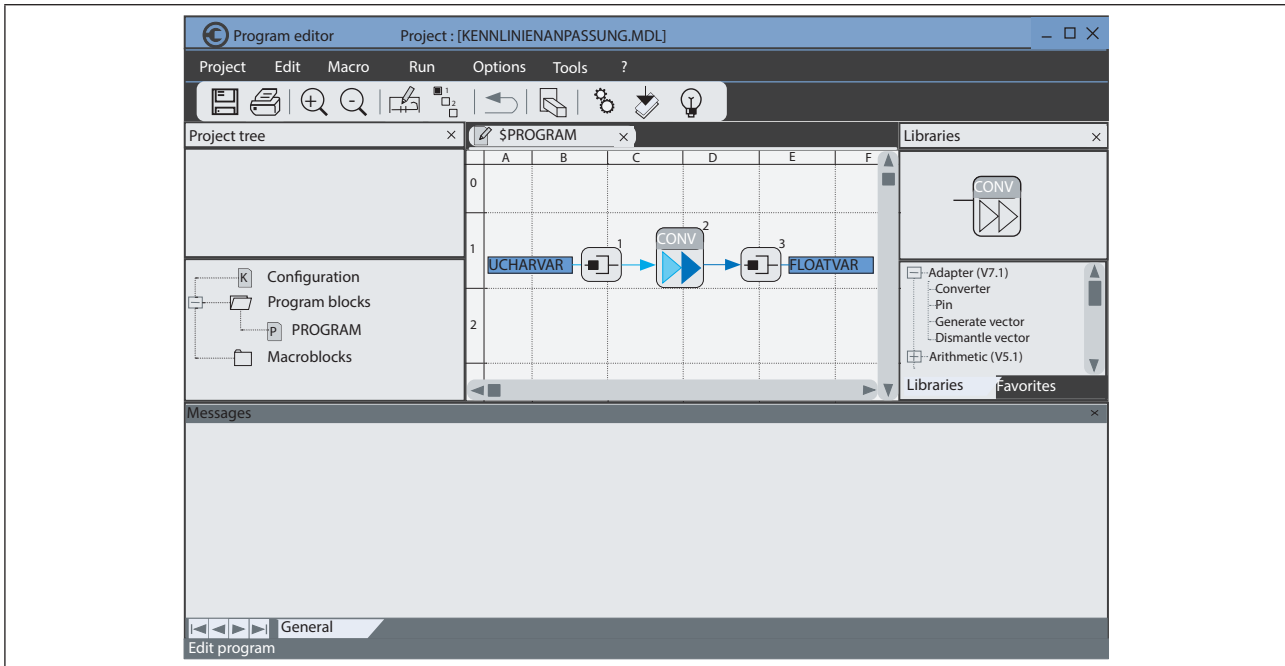 Program editor Project : [KENNLINIENANPASSUNG.MDL]
Project Edit Macro Run Options Tools ?
1
2
Project tree
$PROGRAM
Libraries
A B C D E F
0
1
2
CONV
1
CONV
2
3
UCHARVAR
FLOATVAR
K Configuration
Program blocks
P PROGRAM
Macroblocks
Adapter (V7.1)
Converter
Pin
Generate vector
Dismantle vector
Arithmetic (V5.1)
Libraries Favorites
Messages
General
Edit program